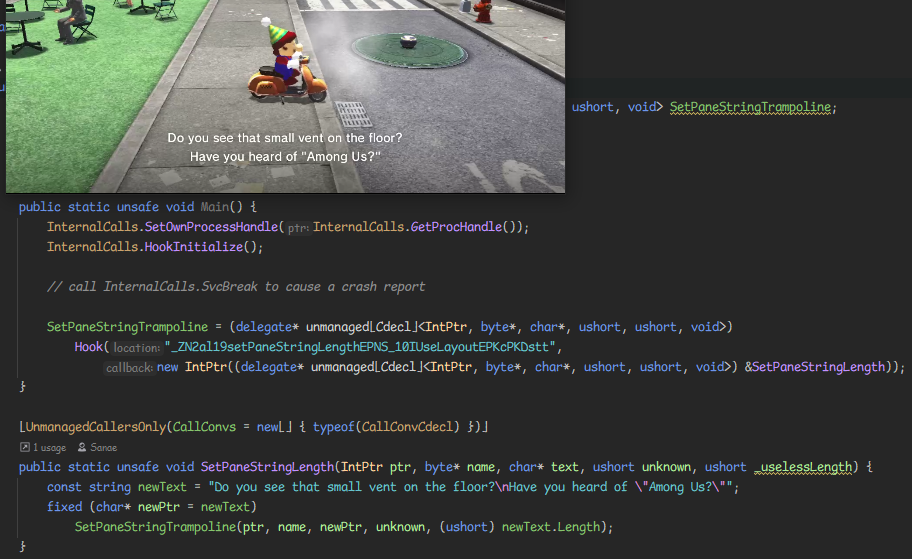 Do you see that small vent on the floor?
Have you heard of "Among Us?"
ushort, void> SetPaneStringTrampoline;
public static unsafe void Main() {
InternalCalls.SetOwnProcessHandle(ptr: InternalCalls.GetProcHandle());
InternalCalls.HookInitialize();
// call InternalCalls.SvcBreak to cause a crash report
SetPaneStringTrampoline = (delegate* unmanaged[Cdecl]<IntPtr, byte*, char*, ushort, ushort, void>)
Hook(location: "_ZN2al19setPaneStringLengthEPNS_10IUseLayoutEPKcPKDstt",
callback: new IntPtr((delegate* unmanaged[Cdecl]<IntPtr, byte*, char*, ushort, ushort, void>) &SetPaneStringLength));
}
[UnmanagedCallersOnly(CallConvs = new[] { typeof(CallConvCdecl) })]
1 usage Sanae
public static unsafe void SetPaneStringLength(IntPtr ptr, byte* name, char* text, ushort unknown, ushort _uselessLength) {
const string newText = "Do you see that small vent on the floor?\nHave you heard of \"Among Us?\"";
fixed (char* newPtr = newText)
SetPaneStringTrampoline(ptr, name, newPtr, unknown, (ushort) newText.Length);
}